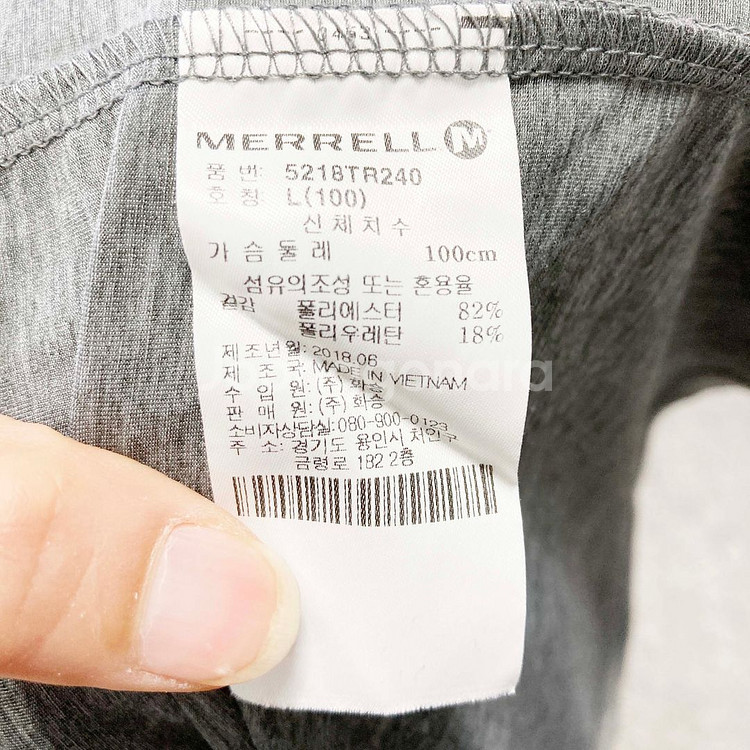 MERRELL
품 번: 5218TR240
호 칭: L(100)
신 체 치 수
가 슴 둘 레 100cm
섬유의조성 또는 혼용율
겉감 폴리에스터 82%
폴리우레탄 18%
제 조 년 월: 2018.06
제 조 국: MADE IN VIETNAM
수 입 원: (주) 화승
판 매 원: (주) 화승
소비자상담실: 080-900-0123
주 소: 경기도 용인시 처인구
금령로 182 2층